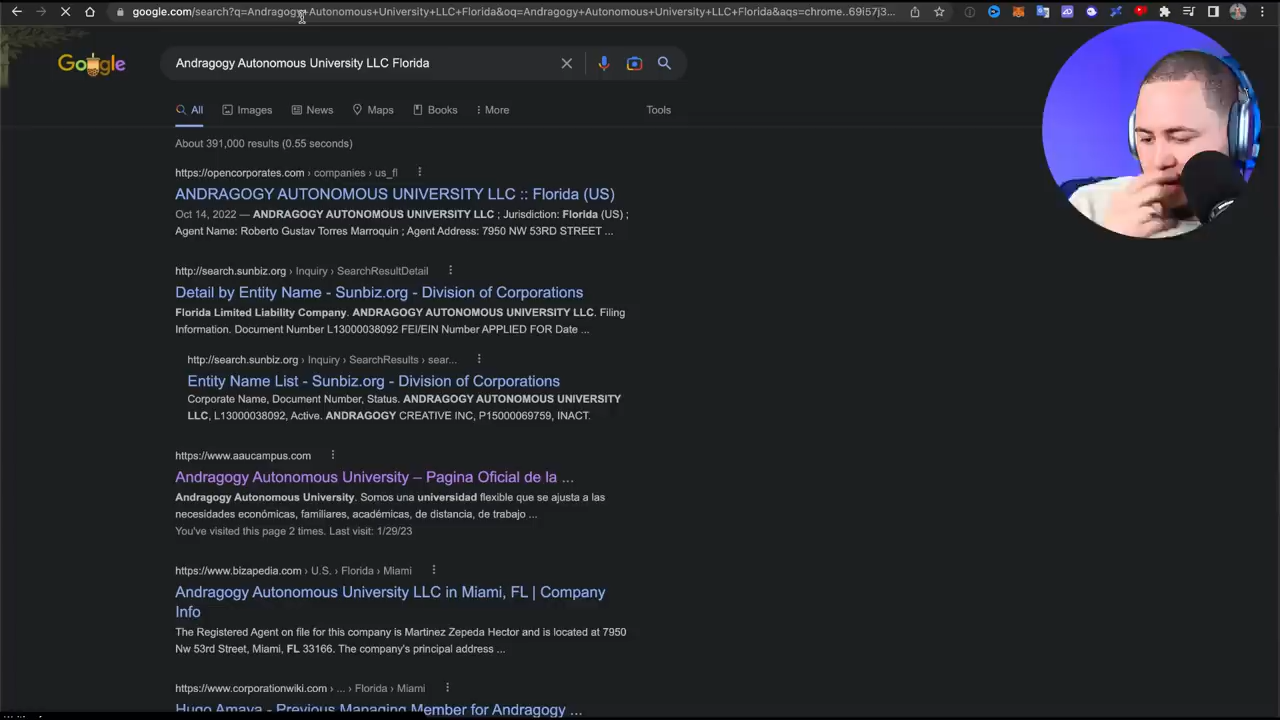 google.com/search?q=Andragogy+Autonomous+University+LLC+Florida&oq=Andragogy+Autonomous+University+LLC+Florida&aqs=chrome..69i57j3...
Google
Andragogy Autonomous University LLC Florida
All
Images
News
Maps
Books
More
Tools
About 391,000 results (0.55 seconds)
https://opencorporates.com › companies › us_fl
ANDRAGOGY AUTONOMOUS UNIVERSITY LLC :: Florida (US)
Oct 14, 2022 — ANDRAGOGY AUTONOMOUS UNIVERSITY LLC ; Jurisdiction: Florida (US) ;
Agent Name: Roberto Gustav Torres Marroquin ; Agent Address: 7950 NW 53RD STREET ...
http://search.sunbiz.org › Inquiry › SearchResultDetail
Detail by Entity Name - Sunbiz.org - Division of Corporations
Florida Limited Liability Company. ANDRAGOGY AUTONOMOUS UNIVERSITY LLC. Filing
Information. Document Number L13000038092 FEI/EIN Number APPLIED FOR Date ...
http://search.sunbiz.org › Inquiry › SearchResults › sear...
Entity Name List - Sunbiz.org - Division of Corporations
Corporate Name, Document Number, Status. ANDRAGOGY AUTONOMOUS UNIVERSITY
LLC, L13000038092, Active. ANDRAGOGY CREATIVE INC, P15000069759, INACT.
https://www.aaucampus.com
Andragogy Autonomous University – Pagina Oficial de la ...
Andragogy Autonomous University. Somos una universidad flexible que se ajusta a las
necesidades económicas, familiares, académicas, de distancia, de trabajo ...
You've visited this page 2 times. Last visit: 1/29/23
https://www.bizapedia.com › U.S. › Florida › Miami
Andragogy Autonomous University LLC in Miami, FL | Company
Info
The Registered Agent on file for this company is Martinez Zepeda Hector and is located at 7950
Nw 53rd Street, Miami, FL 33166. The company's principal address ...
https://www.corporationwiki.com › ... › Florida › Miami
Hugo Amaya - Previous Managing Member for Andragogy ...